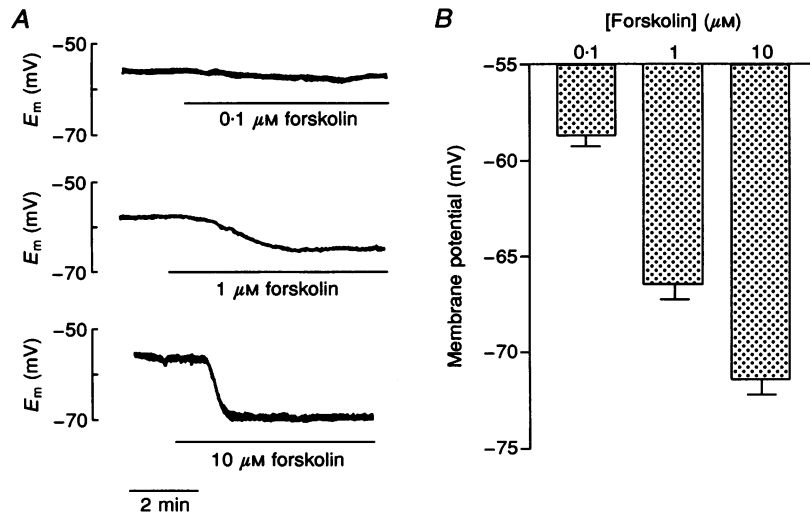 A
−50
−70
Em (mV)
0·1 μM forskolin
−50
−70
Em (mV)
1 μM forskolin
−50
−70
Em (mV)
10 μM forskolin
2 min
B
[Forskolin] (μM)
0·1 1 10
−55
−60
−65
−70
−75
Membrane potential (mV)